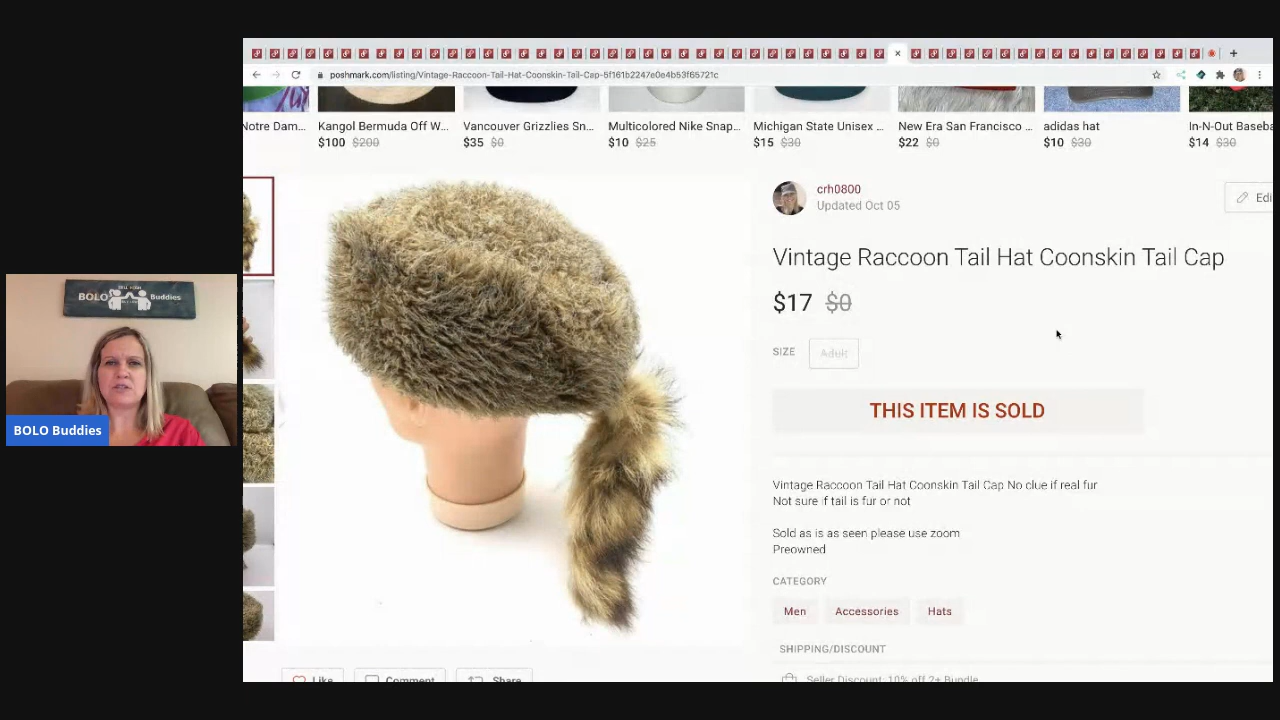 poshmark.com/listing/Vintage-Raccoon-Tail-Hat-Coonskin-Tail-Cap-5f161b2247e0e4b53f65721c
Notre Dam...
Kangol Bermuda Off W...
Vancouver Grizzlies Sn...
Multicolored Nike Snap...
Michigan State Unisex ...
New Era San Francisco ...
adidas hat
In-N-Out Baseba
$100 $200
$35 $0
$10 $25
$15 $30
$22 $0
$10 $30
$14 $30
crh0800
Updated Oct 05
Edi
Vintage Raccoon Tail Hat Coonskin Tail Cap
$17 $0
SIZE
Adult
THIS ITEM IS SOLD
Vintage Raccoon Tail Hat Coonskin Tail Cap No clue if real fur
Not sure if tail is fur or not
Sold as is as seen please use zoom
Preowned
CATEGORY
Men
Accessories
Hats
SHIPPING/DISCOUNT
Seller Discount: 10% off 2+ Bundle
Like
Comment
Share
BOLO Buddies
BOLO Buddies